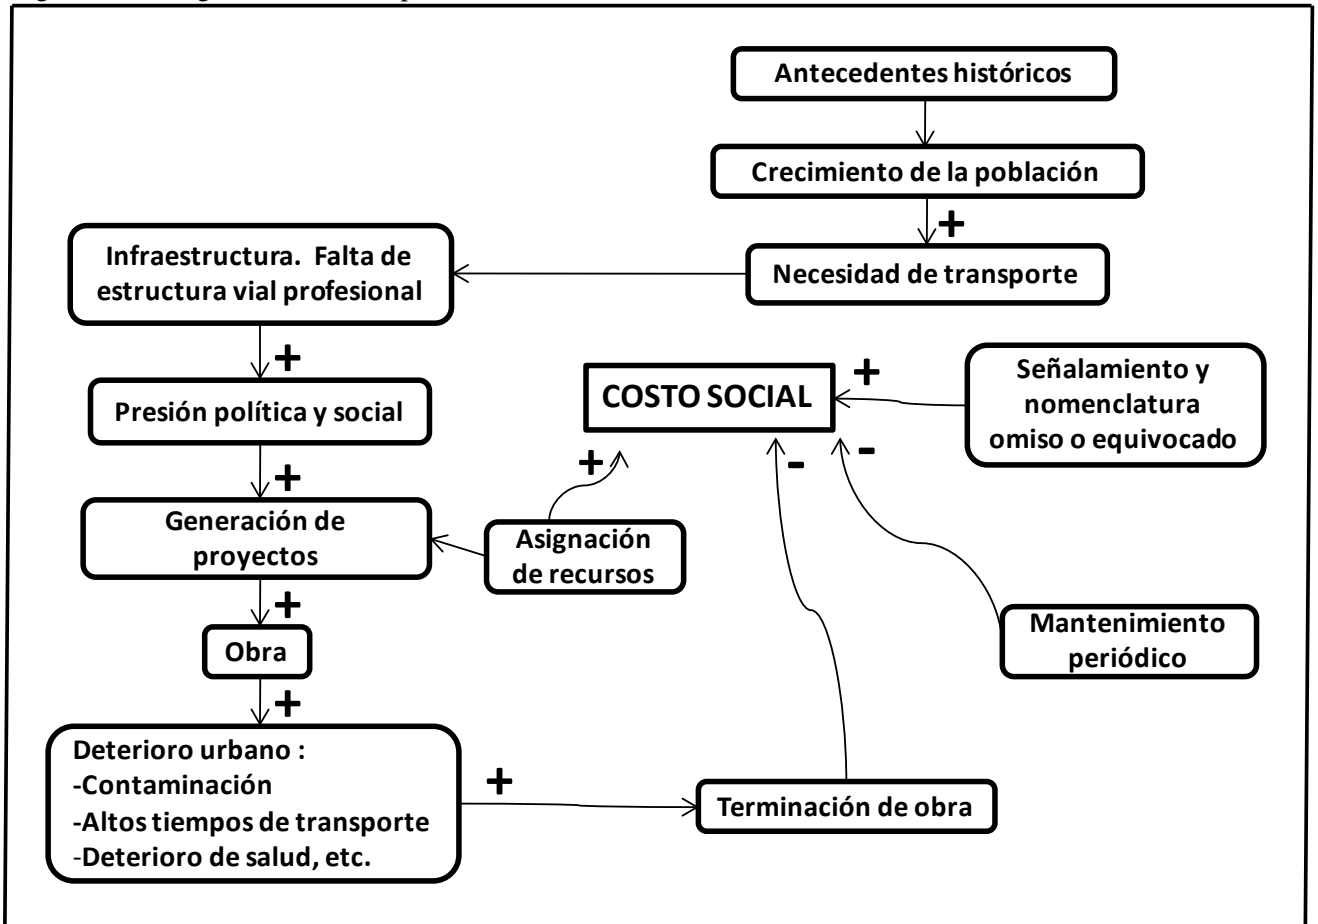 Antecedentes históricos
Crecimiento de la población
+
Necesidad de transporte
Infraestructura. Falta de
estructura vial profesional
+
Presión política y social
+
Generación de
proyectos
+
Obra
+
Deterioro urbano :
-Contaminación
-Altos tiempos de transporte
-Deterioro de salud, etc.
+
Terminación de obra
-
COSTO SOCIAL
+
Señalamiento y
nomenclatura
omiso o equivocado
+
Asignación
de recursos
-
Mantenimiento
periódico